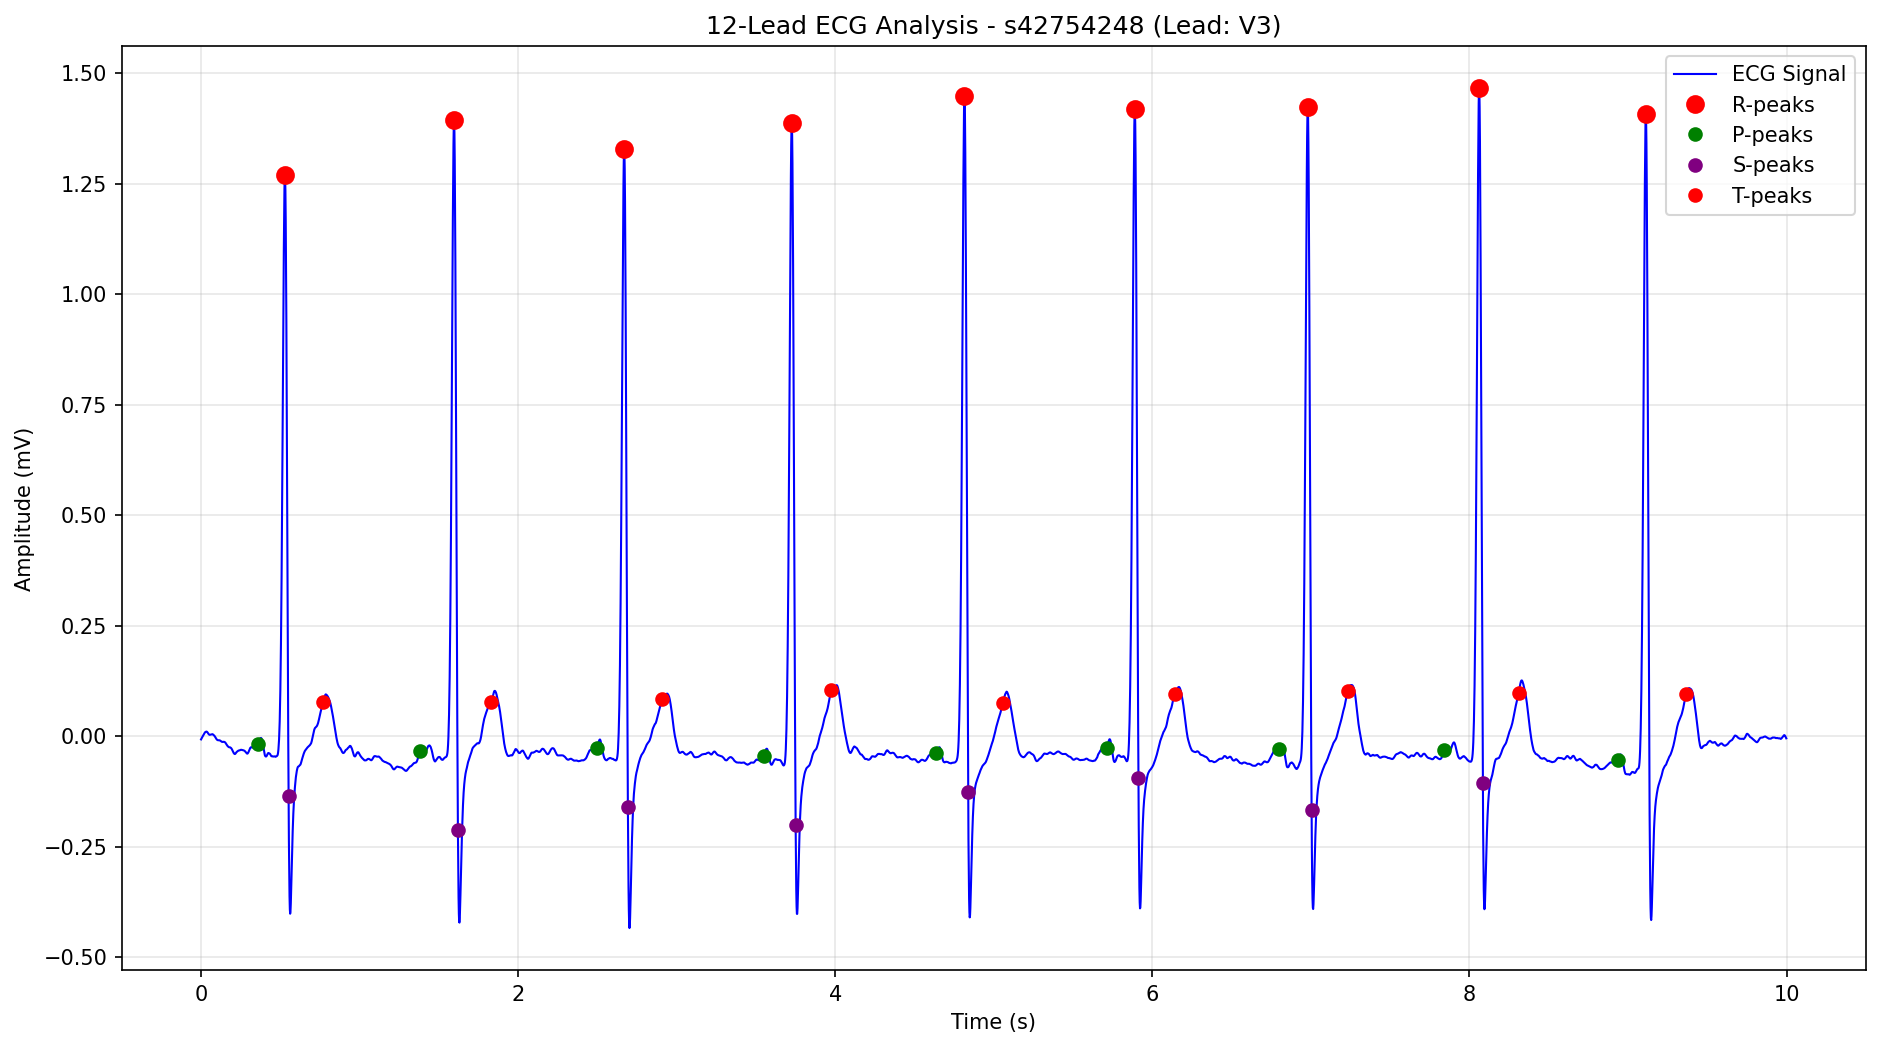 12-Lead ECG Analysis - s42754248 (Lead: V3)
ECG Signal
R-peaks
P-peaks
S-peaks
T-peaks
Amplitude (mV)
1.50
1.25
1.00
0.75
0.50
0.25
0.00
−0.25
−0.50
0 2 4 6 8 10
Time (s)